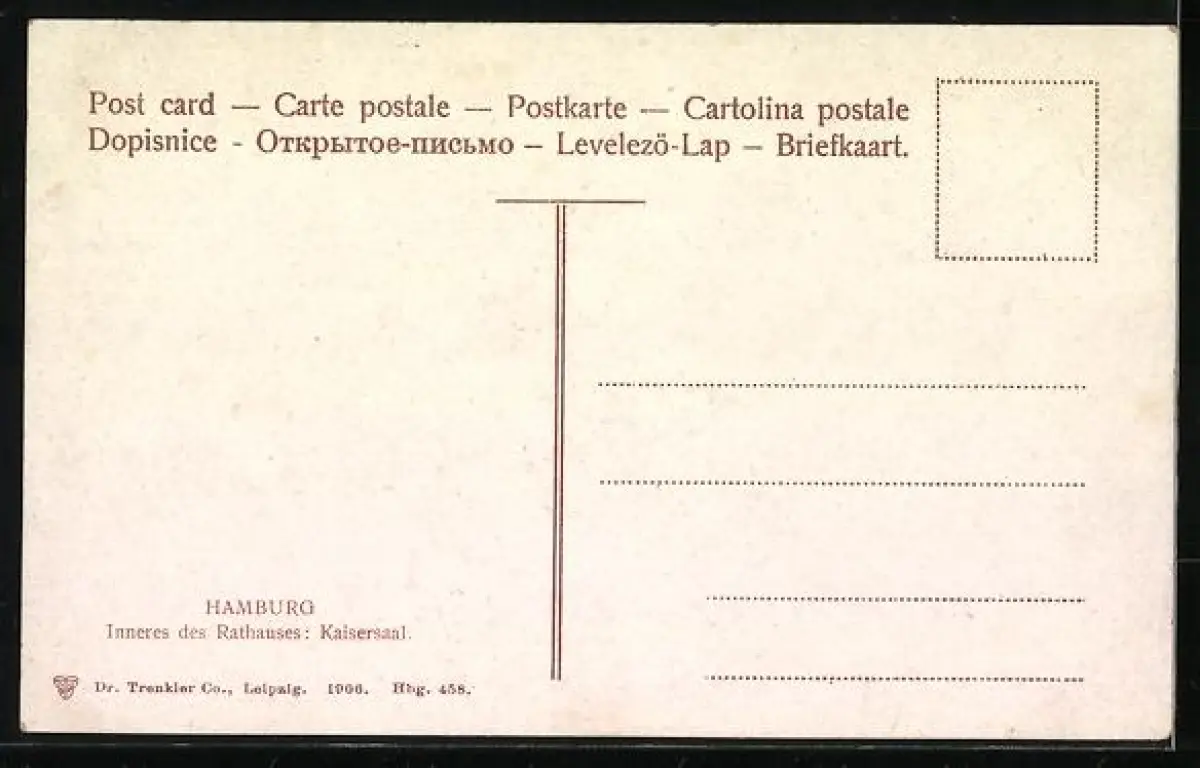 Post card — Carte postale — Postkarte — Cartolina postale
Dopisnice - Открытое-письмо — Levelezö-Lap — Briefkaart.
HAMBURG
Inneres des Rathauses: Kaisersaal.
Dr. Trenkler Co., Leipzig. 1906. Hbg. 458.